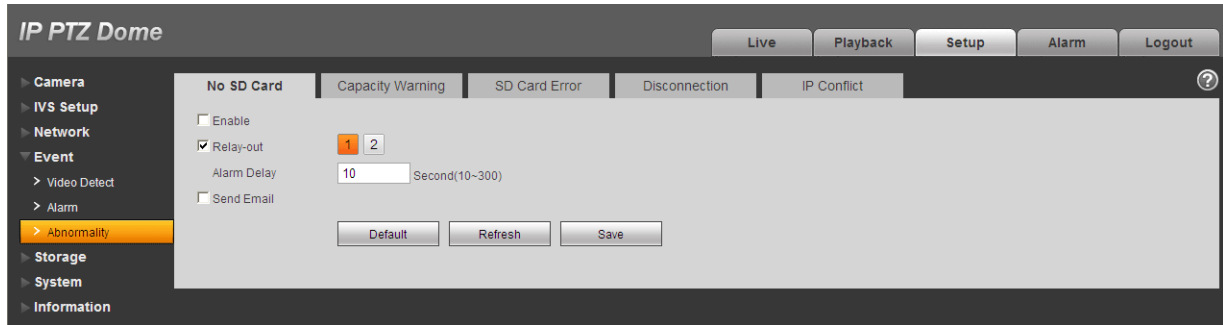 IP PTZ Dome
Live Playback Setup Alarm Logout
Camera
IVS Setup
Network
Event
Video Detect
Alarm
Abnormality
Storage
System
Information
No SD Card Capacity Warning SD Card Error Disconnection IP Conflict
?
Enable
Relay-out 1 2
Alarm Delay 10 Second(10~300)
Send Email
Default Refresh Save